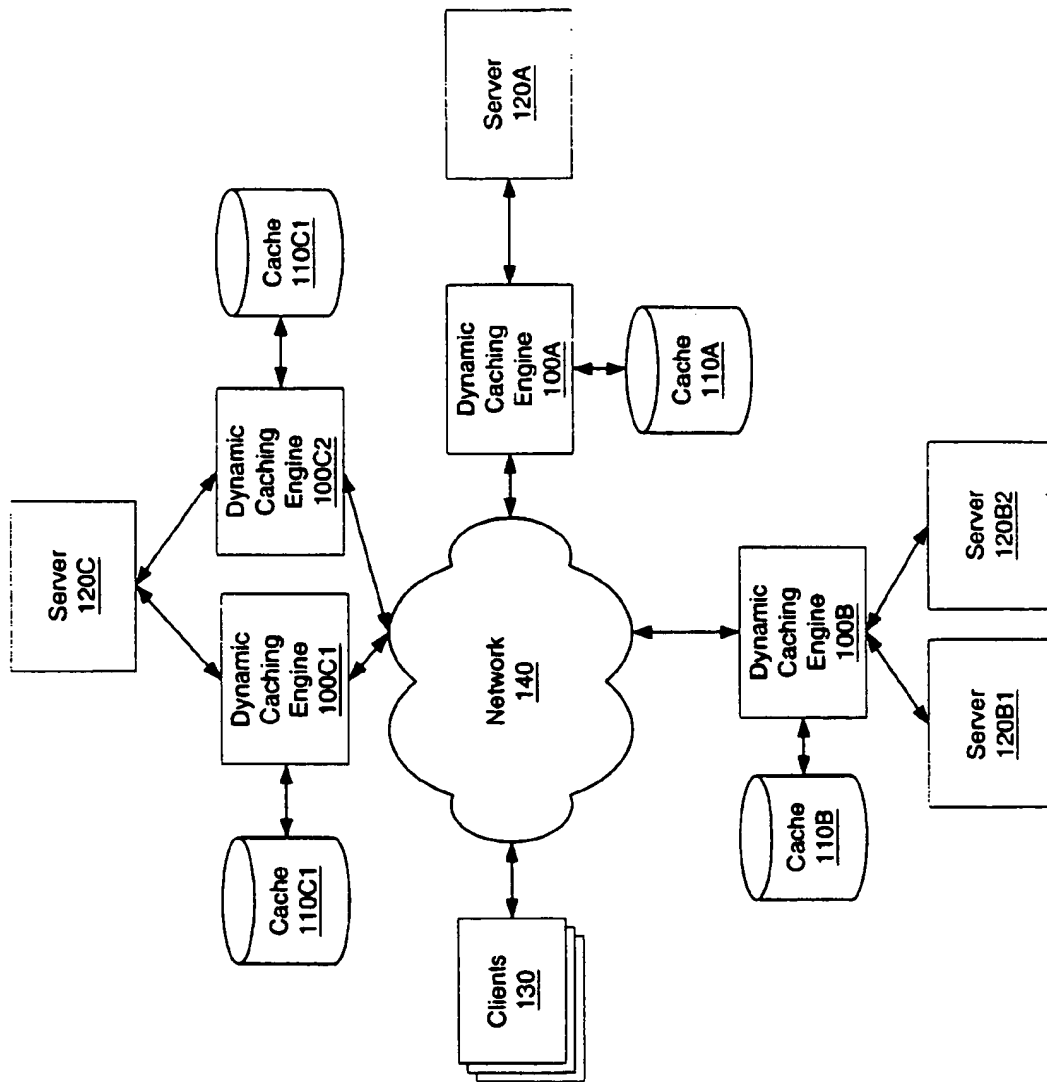 Server
120C
Cache
110C1
Dynamic
Caching
Engine
100C1
Dynamic
Caching
Engine
100C2
Cache
110C1
Clients
130
Network
140
Dynamic
Caching
Engine
100A
Server
120A
Cache
110A
Cache
110B
Dynamic
Caching
Engine
100B
Server
120B1
Server
120B2